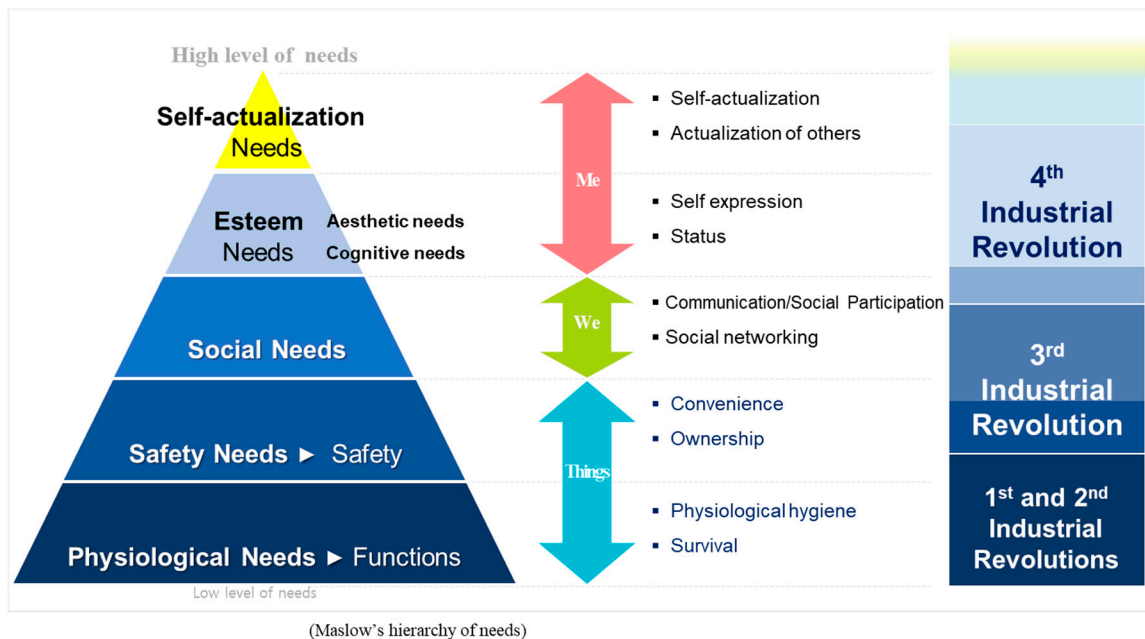 High level of needs
Self-actualization
Needs
Esteem
Needs
Aesthetic needs
Cognitive needs
Social Needs
Safety Needs ► Safety
Physiological Needs ► Functions
Low level of needs
Me
We
Things
▪ Self-actualization
▪ Actualization of others
▪ Self expression
▪ Status
▪ Communication/Social Participation
▪ Social networking
▪ Convenience
▪ Ownership
▪ Physiological hygiene
▪ Survival
4th
Industrial
Revolution
3rd
Industrial
Revolution
1st and 2nd
Industrial
Revolutions
(Maslow’s hierarchy of needs)